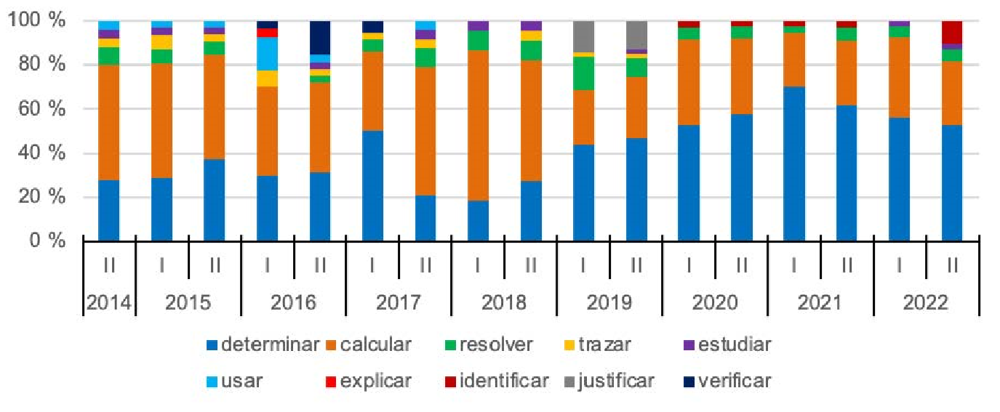 100 %
80 %
60 %
40 %
20 %
0 %
II I II I II I II I II I II I II I II I II
2014 2015 2016 2017 2018 2019 2020 2021 2022
determinar calcular resolver trazar estudiar
usar explicar identificar justificar verificar